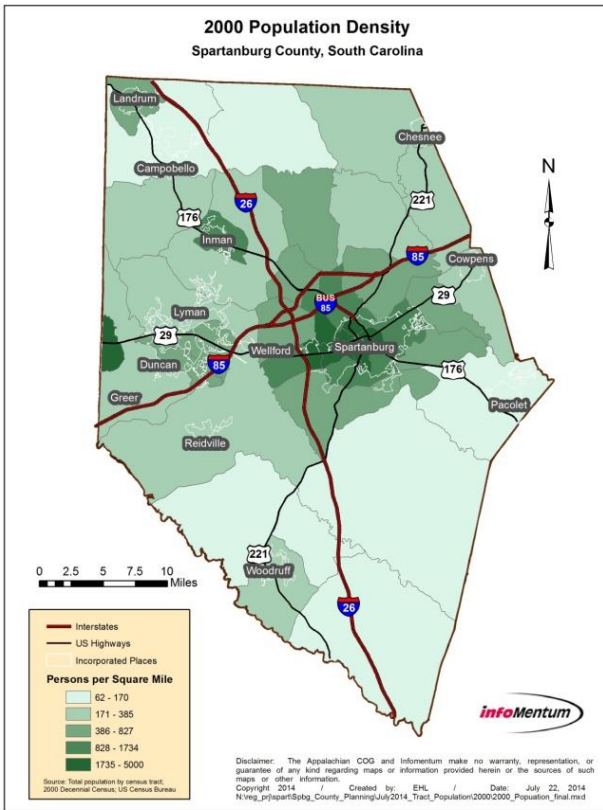 2000 Population Density
Spartanburg County, South Carolina
Landrum
Chesnee
Campobello
N
26
221
176
Inman
85
Cowpens
29
BUS
85
Lyman
29
Wellford
Spartanburg
Duncan
85
176
Greer
Pacolet
Reidville
221
Woodruff
0 2.5 5 10
Miles
26
Interstates
US Highways
Incorporated Places
Persons per Square Mile
62 - 170
171 - 385
386 - 827
828 - 1734
1735 - 5000
Source: Total population by census tract;
2000 Decennial Census; US Census Bureau
infoMentum
Disclaimer: The Appalachian COG and Infomentum make no warranty, representation, or
guarantee of any kind regarding maps or information provided herein or the sources of such
maps or other information.
Copyright 2014 / Created by: EHL / Date: July 22, 2014
N:\reg_prj\spart\Spbg_County_Planning\July2014_Tract_Population\2000\2000_Popuation_final.mxd